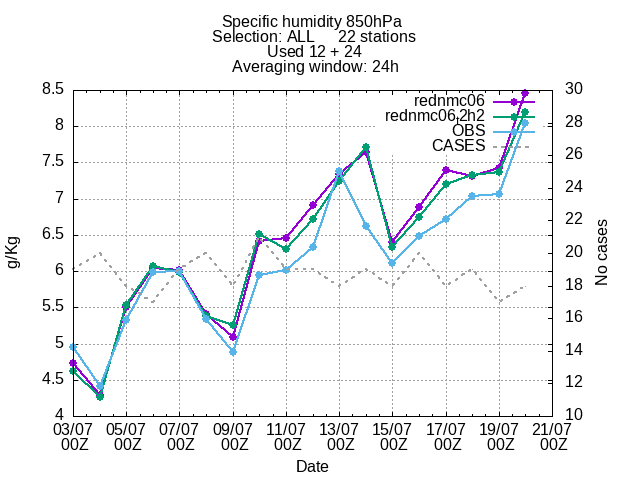 Specific humidity 850hPa
Selection: ALL 22 stations
Used 12 + 24
Averaging window: 24h
8.5
8
7.5
7
6.5
6
5.5
5
4.5
4
30
28
26
24
22
20
18
16
14
12
10
rednmc06
rednmc06,2h2
OBS
CASES
g/Kg
No cases
03/07 05/07 07/07 09/07 11/07 13/07 15/07 17/07 19/07 21/07
00Z 00Z 00Z 00Z 00Z 00Z 00Z 00Z 00Z 00Z
Date